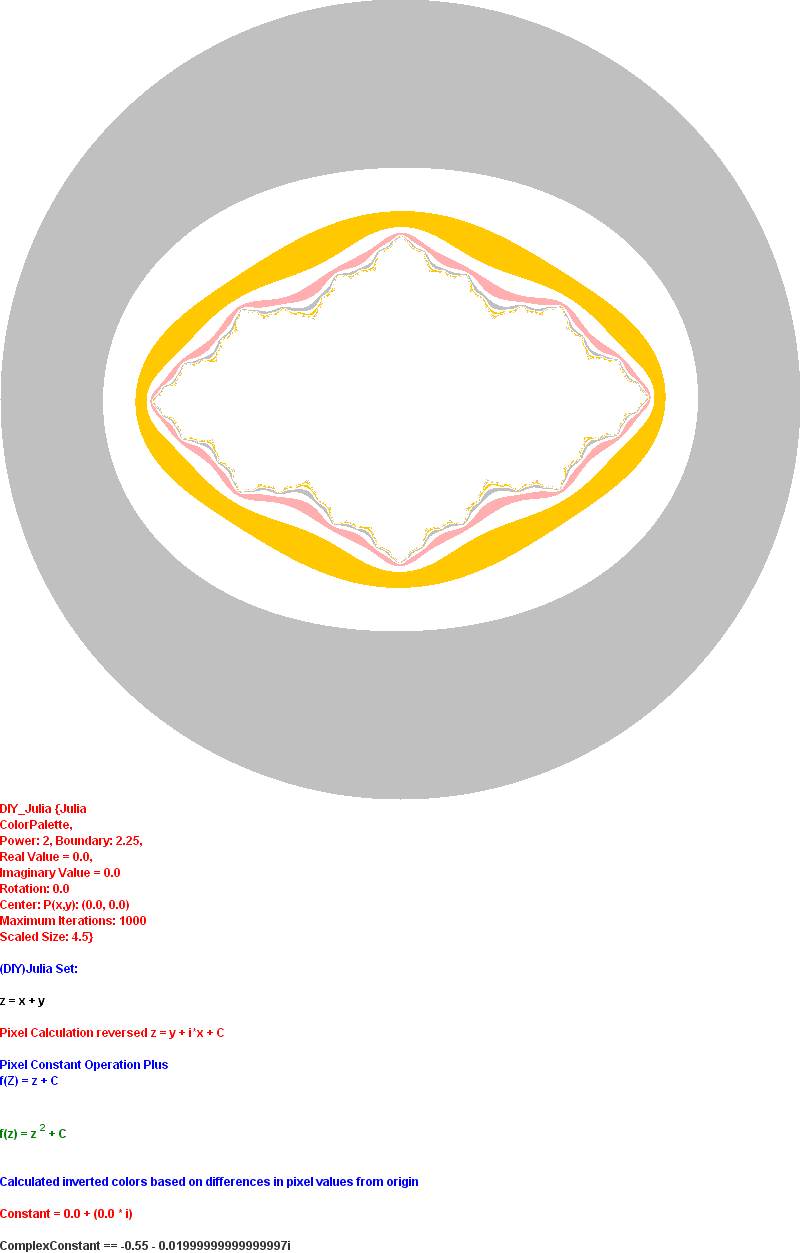 DIY_Julia {Julia
ColorPalette,
Power: 2, Boundary: 2.25,
Real Value = 0.0,
Imaginary Value = 0.0
Rotation: 0.0
Center: P(x,y): (0.0, 0.0)
Maximum Iterations: 1000
Scaled Size: 4.5}
(DIY)Julia Set:
z = x + y
Pixel Calculation reversed z = y + i*x + C
Pixel Constant Operation Plus
f(Z) = z + C
f(z) = z 2 + C
Calculated inverted colors based on differences in pixel values from origin
Constant = 0.0 + (0.0 * i)
ComplexConstant == -0.55 - 0.01999999999999997i